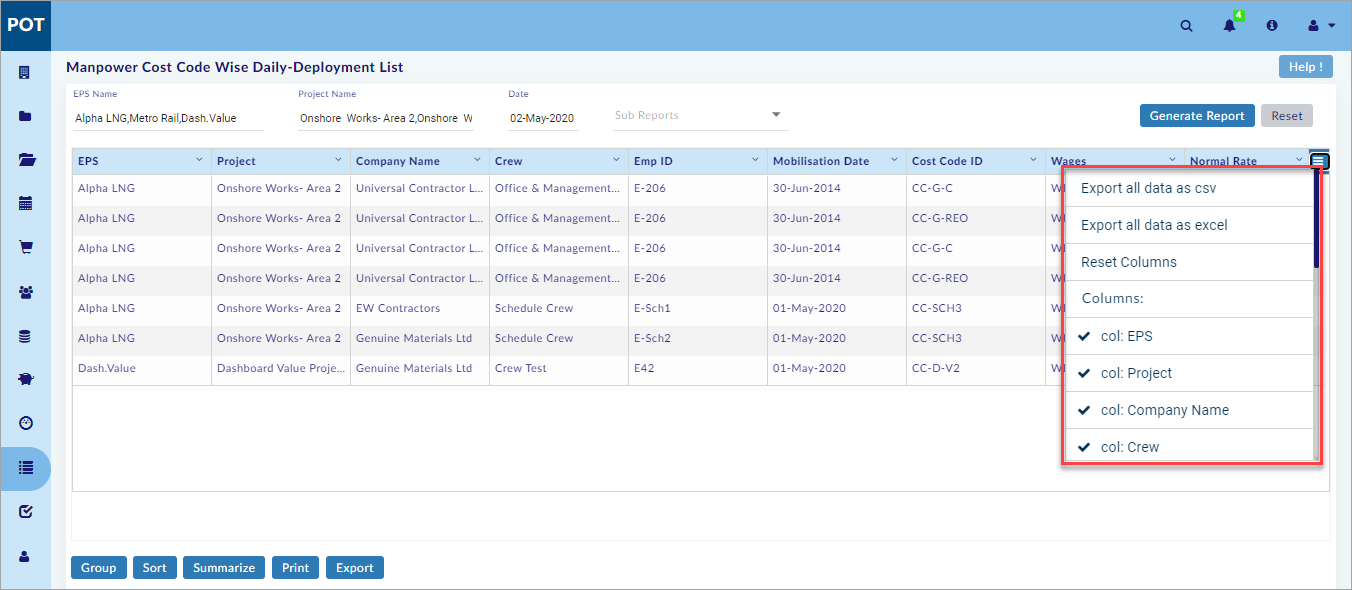 POT
4
Manpower Cost Code Wise Daily-Deployment List
Help !
EPS Name Project Name Date
Alpha LNG,Metro Rail,Dash.Value Onshore Works- Area 2,Onshore W 02-May-2020 Sub Reports Generate Report Reset
EPS Project Company Name Crew Emp ID Mobilisation Date Cost Code ID Wages Normal Rate
Alpha LNG Onshore Works- Area 2 Universal Contractor L... Office & Management... E-206 30-Jun-2014 CC-G-C
Alpha LNG Onshore Works- Area 2 Universal Contractor L... Office & Management... E-206 30-Jun-2014 CC-G-REO
Alpha LNG Onshore Works- Area 2 Universal Contractor L... Office & Management... E-206 30-Jun-2014 CC-G-C
Alpha LNG Onshore Works- Area 2 Universal Contractor L... Office & Management... E-206 30-Jun-2014 CC-G-REO
Alpha LNG Onshore Works- Area 2 EW Contractors Schedule Crew E-Sch1 01-May-2020 CC-SCH3
Alpha LNG Onshore Works- Area 2 Genuine Materials Ltd Schedule Crew E-Sch2 01-May-2020 CC-SCH3
Dash.Value Dashboard Value Proje... Genuine Materials Ltd Crew Test E42 01-May-2020 CC-D-V2
Export all data as csv
Export all data as excel
Reset Columns
Columns:
col: EPS
col: Project
col: Company Name
col: Crew
Group Sort Summarize Print Export